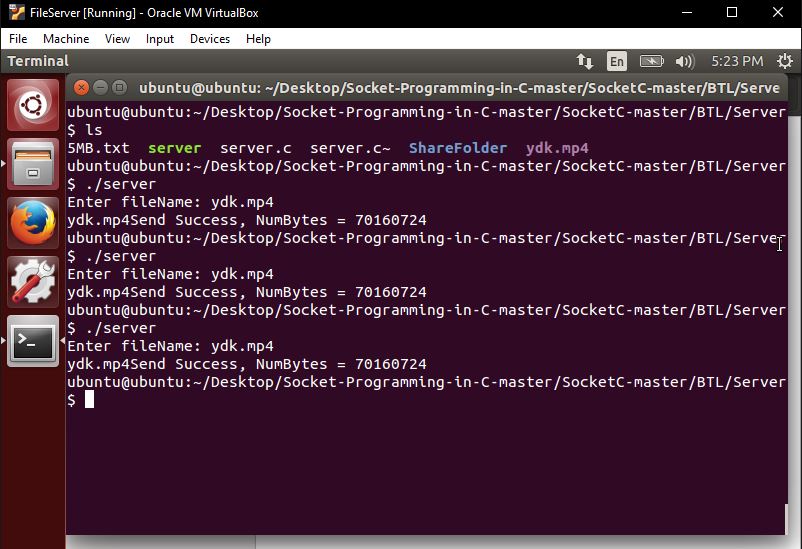 FileServer [Running] - Oracle VM VirtualBox
File Machine View Input Devices Help
Terminal En 5:23 PM
ubuntu@ubuntu: ~/Desktop/Socket-Programming-in-C-master/SocketC-master/BTL/Serve
ubuntu@ubuntu:~/Desktop/Socket-Programming-in-C-master/SocketC-master/BTL/Server
$ ls
5MB.txt server server.c server.c~ ShareFolder ydk.mp4
ubuntu@ubuntu:~/Desktop/Socket-Programming-in-C-master/SocketC-master/BTL/Server
$ ./server
Enter fileName: ydk.mp4
ydk.mp4Send Success, NumBytes = 70160724
ubuntu@ubuntu:~/Desktop/Socket-Programming-in-C-master/SocketC-master/BTL/Server
$ ./server
Enter fileName: ydk.mp4
ydk.mp4Send Success, NumBytes = 70160724
ubuntu@ubuntu:~/Desktop/Socket-Programming-in-C-master/SocketC-master/BTL/Server
$ ./server
Enter fileName: ydk.mp4
ydk.mp4Send Success, NumBytes = 70160724
ubuntu@ubuntu:~/Desktop/Socket-Programming-in-C-master/SocketC-master/BTL/Server
$